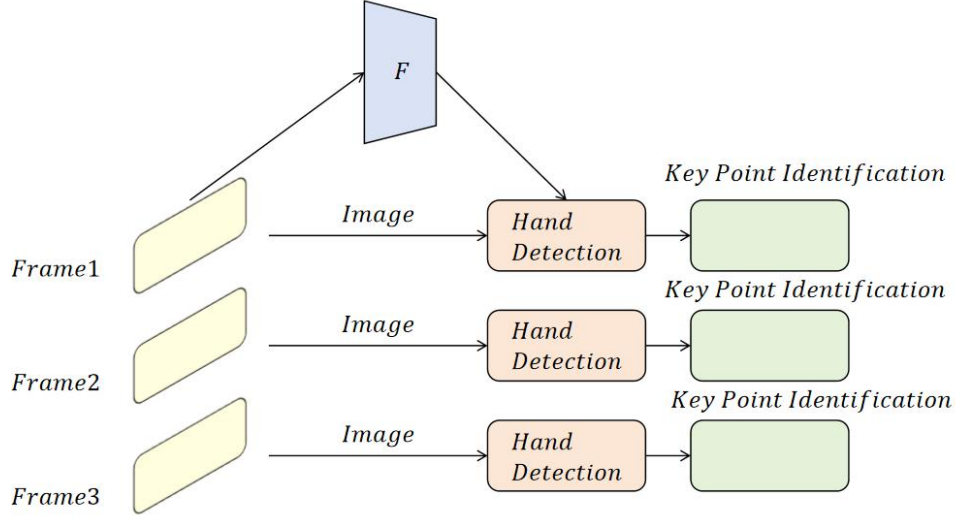 F
Key Point Identification
Image
Hand
Detection
Frame1
Key Point Identification
Image
Hand
Detection
Frame2
Key Point Identification
Image
Hand
Detection
Frame3